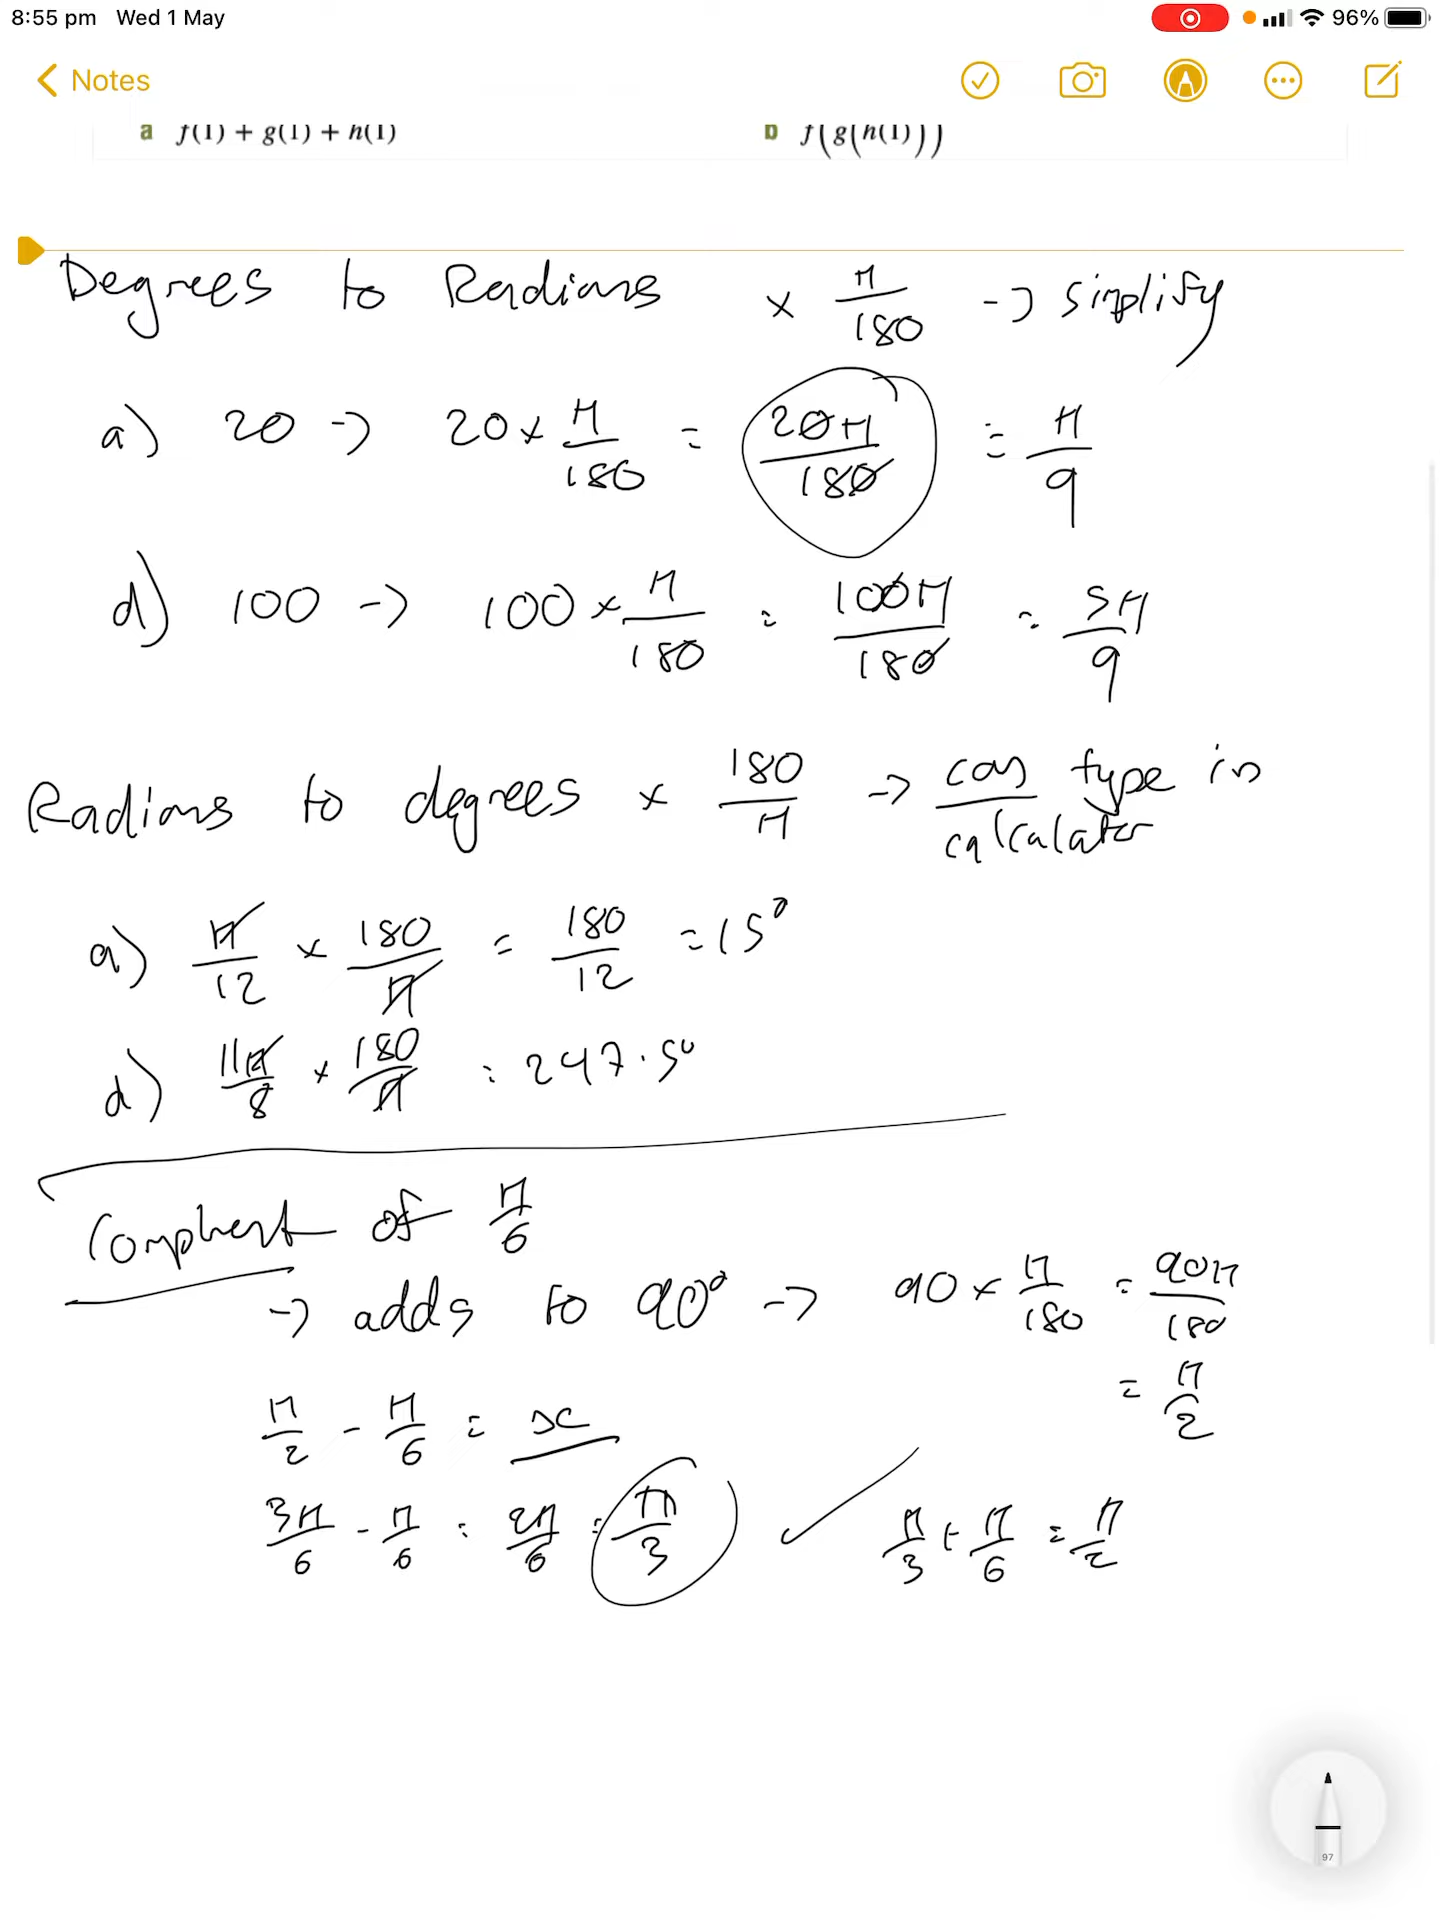 8:55 pm Wed 1 May 96%
Notes
a f(1) + g(1) + h(1) b f(g(h(1)))
Degrees to Radians × π/180 -> simplify
a) 20 -> 20 × π/180 = 20π/180 = π/9
d) 100 -> 100 × π/180 = 100π/180 = 5π/9
Radians to degrees × 180/π -> can type in
calculator
a) π/12 × 180/π = 180/12 = 15°
d) 11π/8 × 180/π = 247.5°
of π/6
-> adds to 90° -> 90 × π/180 = 90π/180
= π/2
π/2 - π/6 = x
3π/6 - π/6 = 2π/6 = π/3 ✓ π/3 + π/6 = π/2
97